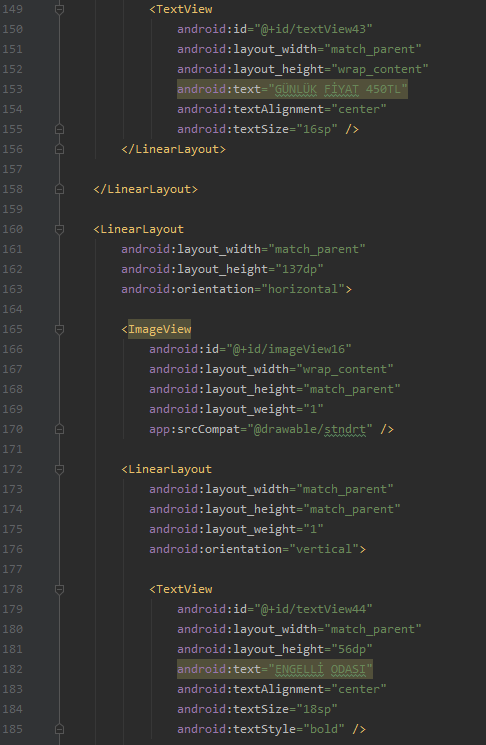 149 <TextView
150 android:id="@+id/textView43"
151 android:layout_width="match_parent"
152 android:layout_height="wrap_content"
153 android:text="GÜNLÜK FİYAT 450TL"
154 android:textAlignment="center"
155 android:textSize="16sp" />
156 </LinearLayout>
157
158 </LinearLayout>
159
160 <LinearLayout
161 android:layout_width="match_parent"
162 android:layout_height="137dp"
163 android:orientation="horizontal">
164
165 <ImageView
166 android:id="@+id/imageView16"
167 android:layout_width="wrap_content"
168 android:layout_height="match_parent"
169 android:layout_weight="1"
170 app:srcCompat="@drawable/stndrt" />
171
172 <LinearLayout
173 android:layout_width="match_parent"
174 android:layout_height="match_parent"
175 android:layout_weight="1"
176 android:orientation="vertical">
177
178 <TextView
179 android:id="@+id/textView44"
180 android:layout_width="match_parent"
181 android:layout_height="56dp"
182 android:text="ENGELLİ ODASI"
183 android:textAlignment="center"
184 android:textSize="18sp"
185 android:textStyle="bold" />